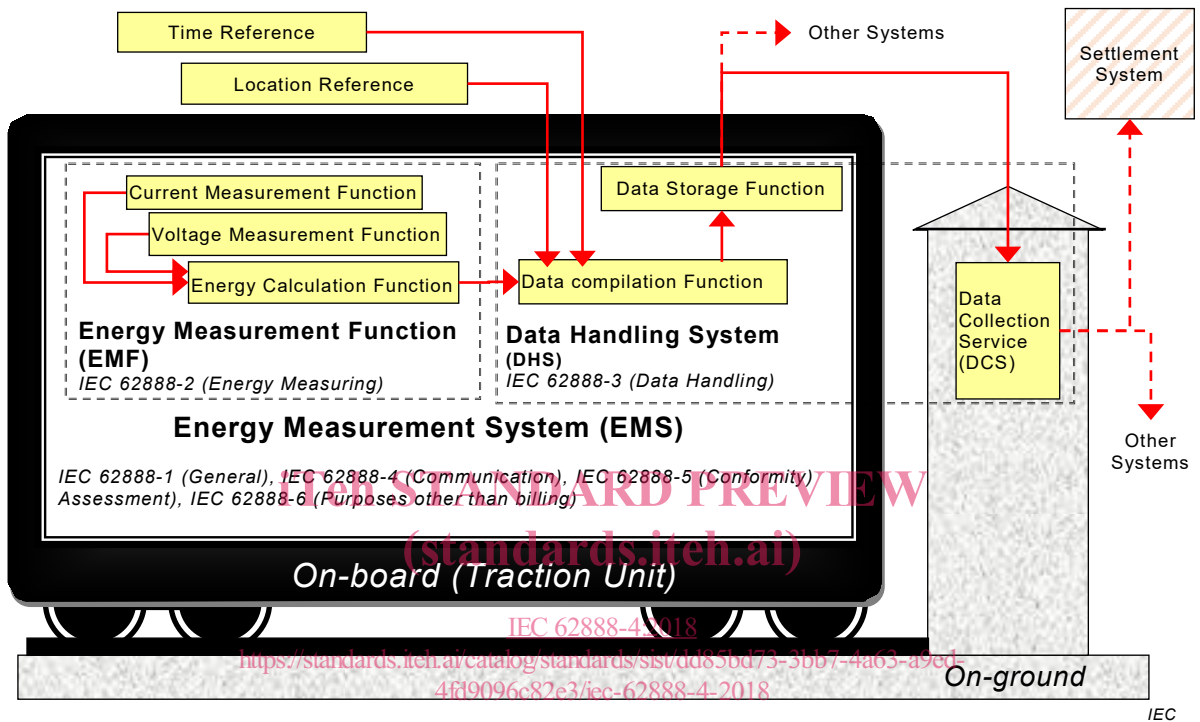 Time Reference
Other Systems
Settlement
System
Location Reference
Current Measurement Function
Data Storage Function
Voltage Measurement Function
Energy Calculation Function
Data compilation Function
Data
Collection
Service
(DCS)
Energy Measurement Function
(EMF)
IEC 62888-2 (Energy Measuring)
Data Handling System
(DHS)
IEC 62888-3 (Data Handling)
Energy Measurement System (EMS)
Other
Systems
IEC 62888-1 (General), IEC 62888-4 (Communication), IEC 62888-5 (Conformity)
Assessment), IEC 62888-6 (Purposes other than billing)
iTeh STANDARD PREVIEW
(standards.iteh.ai)
On-board (Traction Unit)
IEC 62888-4:2018
https://standards.iteh.ai/catalog/standards/sist/dd85bd73-3bb7-4a63-a9ed-
4fd9096c82e3/iec-62888-4-2018
On-ground
IEC